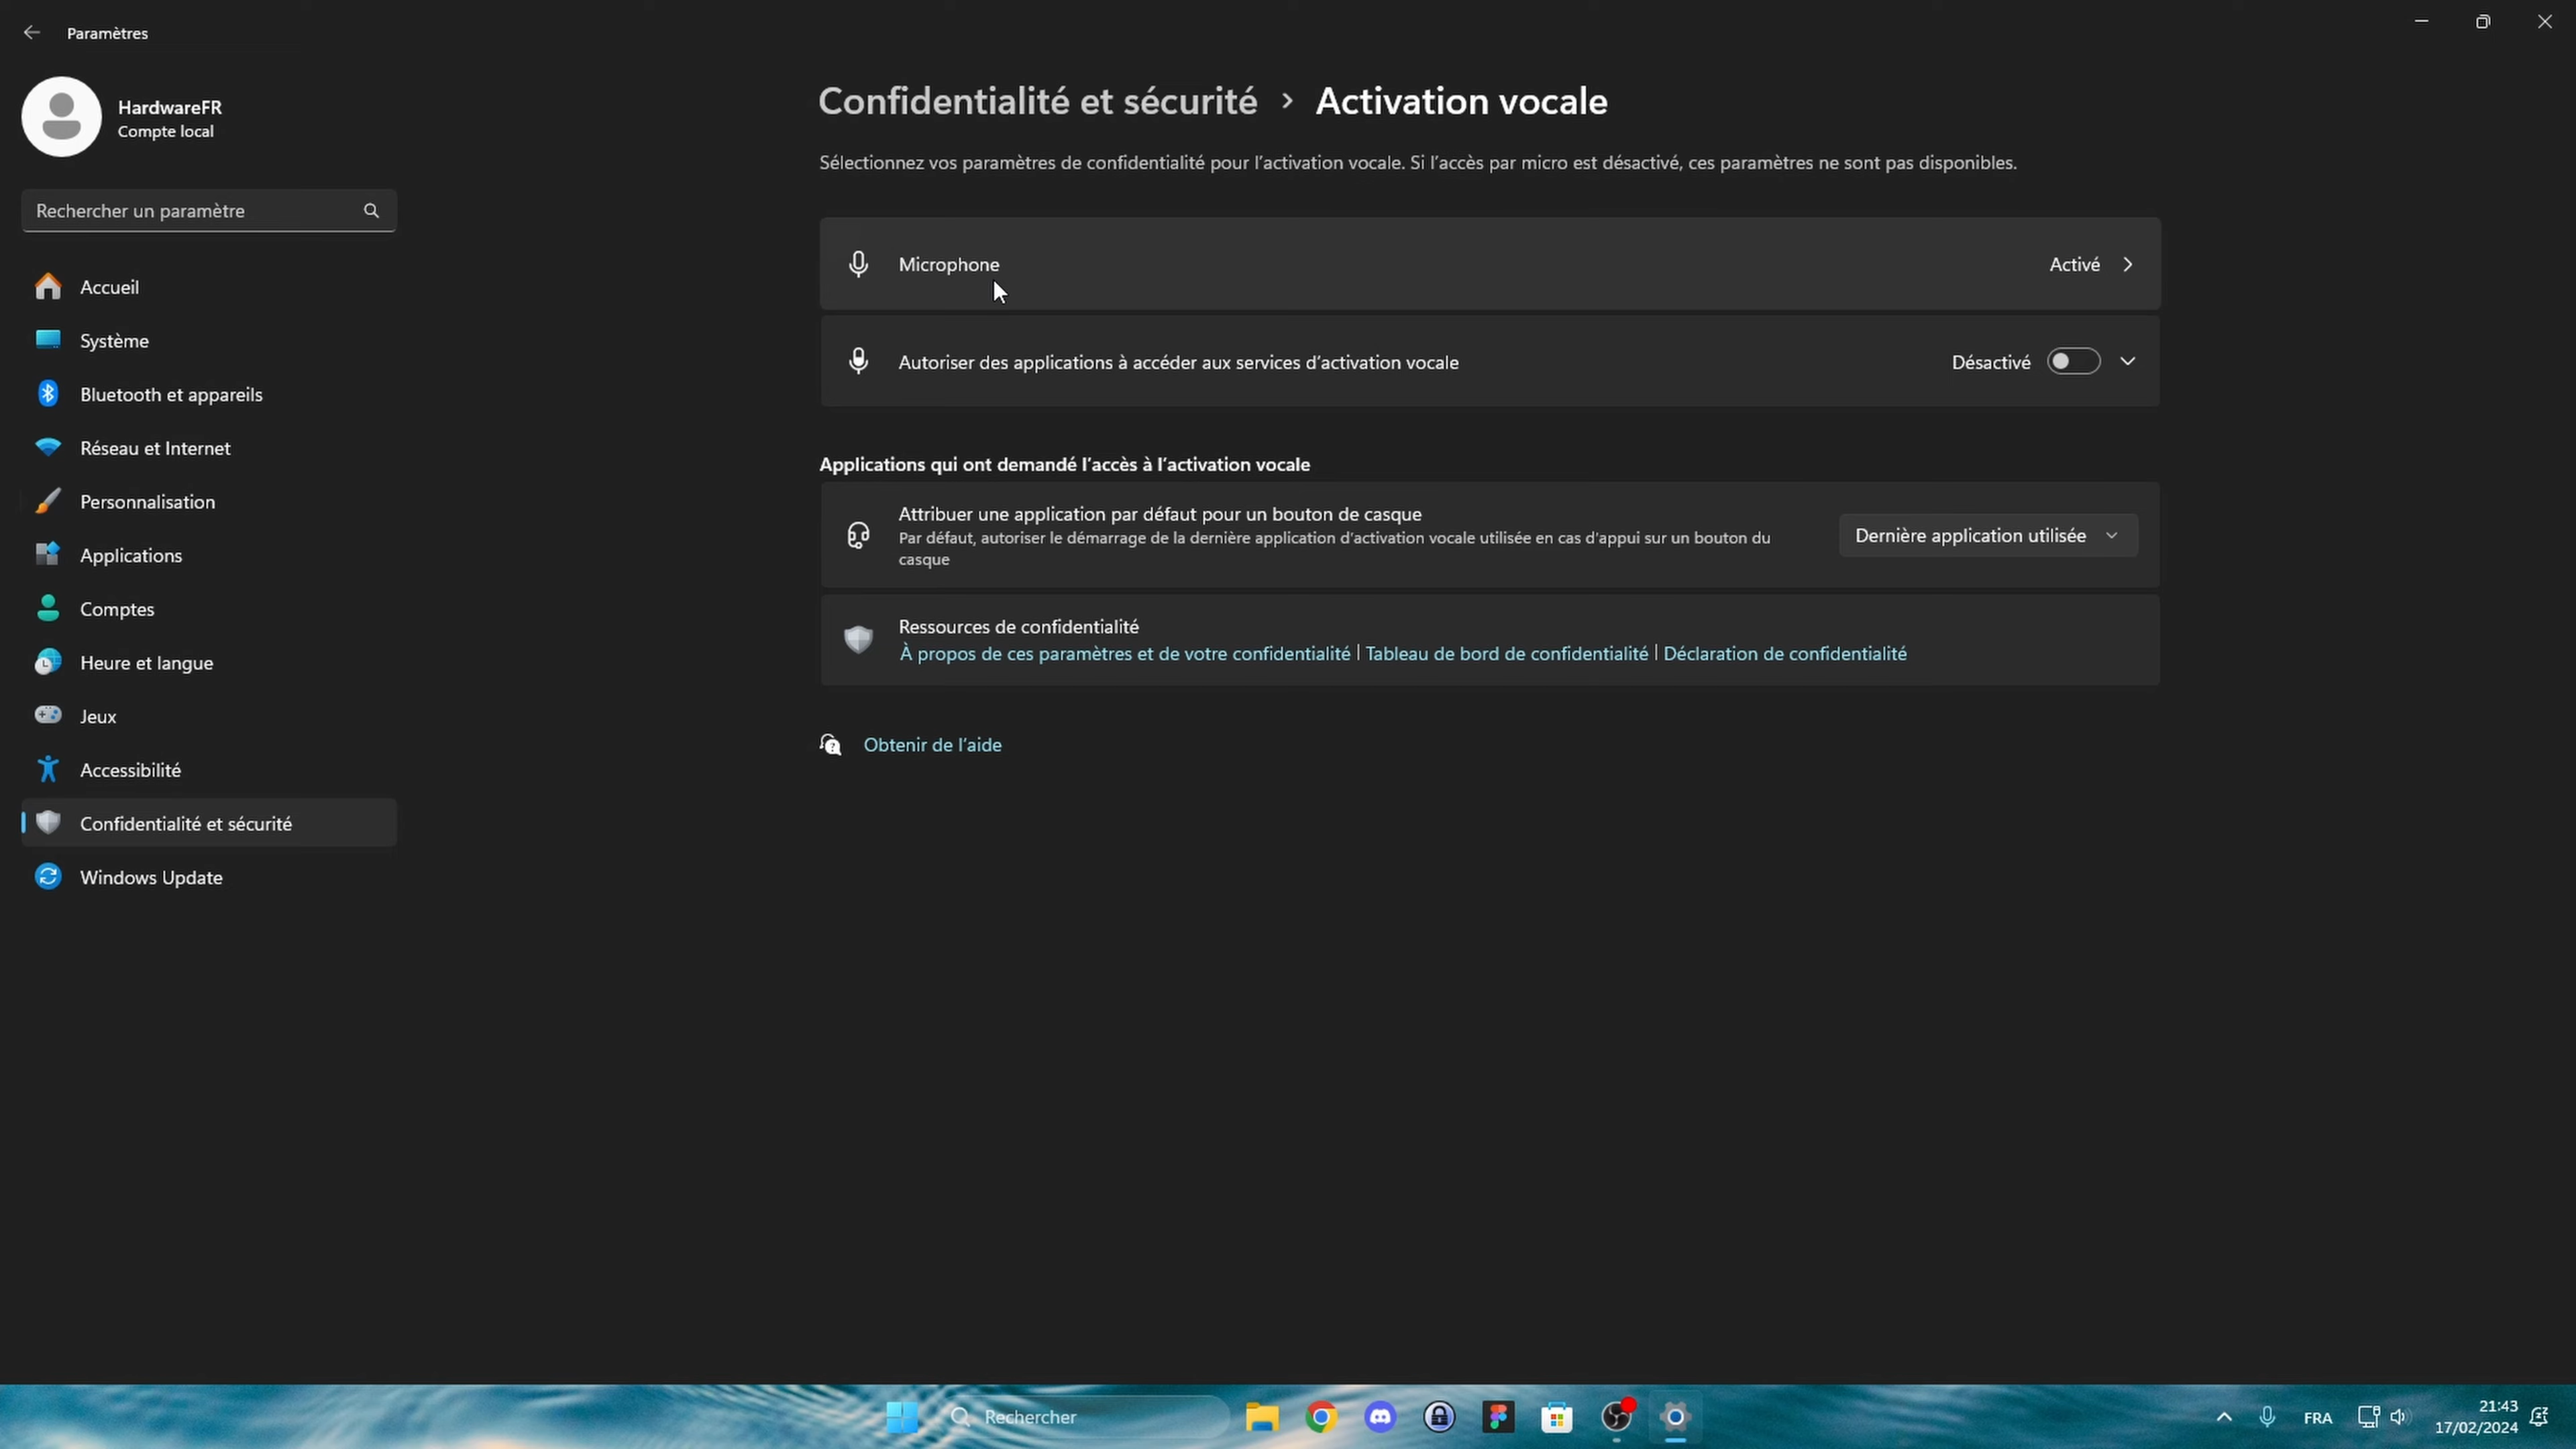 Paramètres
HardwareFR
Compte local
Rechercher un paramètre
Accueil
Système
Bluetooth et appareils
Réseau et Internet
Personnalisation
Applications
Comptes
Heure et langue
Jeux
Accessibilité
Confidentialité et sécurité
Windows Update
Confidentialité et sécurité > Activation vocale
Sélectionnez vos paramètres de confidentialité pour l'activation vocale. Si l'accès par micro est désactivé, ces paramètres ne sont pas disponibles.
Microphone Activé
Autoriser des applications à accéder aux services d'activation vocale Désactivé
Applications qui ont demandé l'accès à l'activation vocale
Attribuer une application par défaut pour un bouton de casque
Par défaut, autoriser le démarrage de la dernière application d'activation vocale utilisée en cas d'appui sur un bouton du
casque
Dernière application utilisée
Ressources de confidentialité
À propos de ces paramètres et de votre confidentialité | Tableau de bord de confidentialité | Déclaration de confidentialité
Obtenir de l'aide
Rechercher
FRA
21:43
17/02/2024